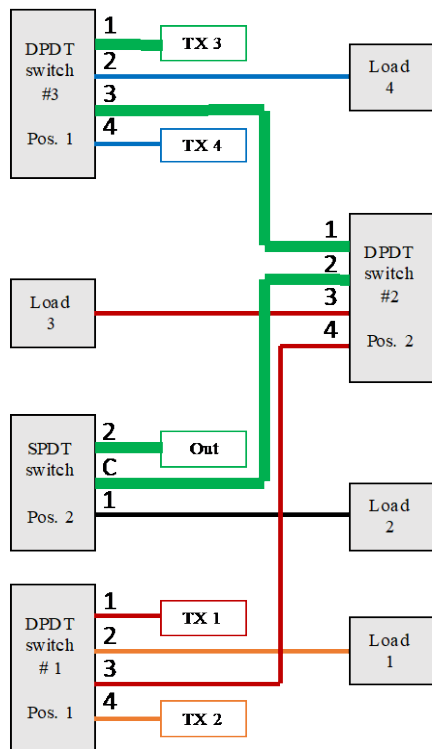 DPDT
switch
#3
Pos. 1
1
2
3
4
TX 3
TX 4
Load
4
1
2
3
4
DPDT
switch
#2
Pos. 2
Load
3
SPDT
switch
Pos. 2
2
C
1
Out
Load
2
DPDT
switch
# 1
Pos. 1
1
2
3
4
TX 1
TX 2
Load
1